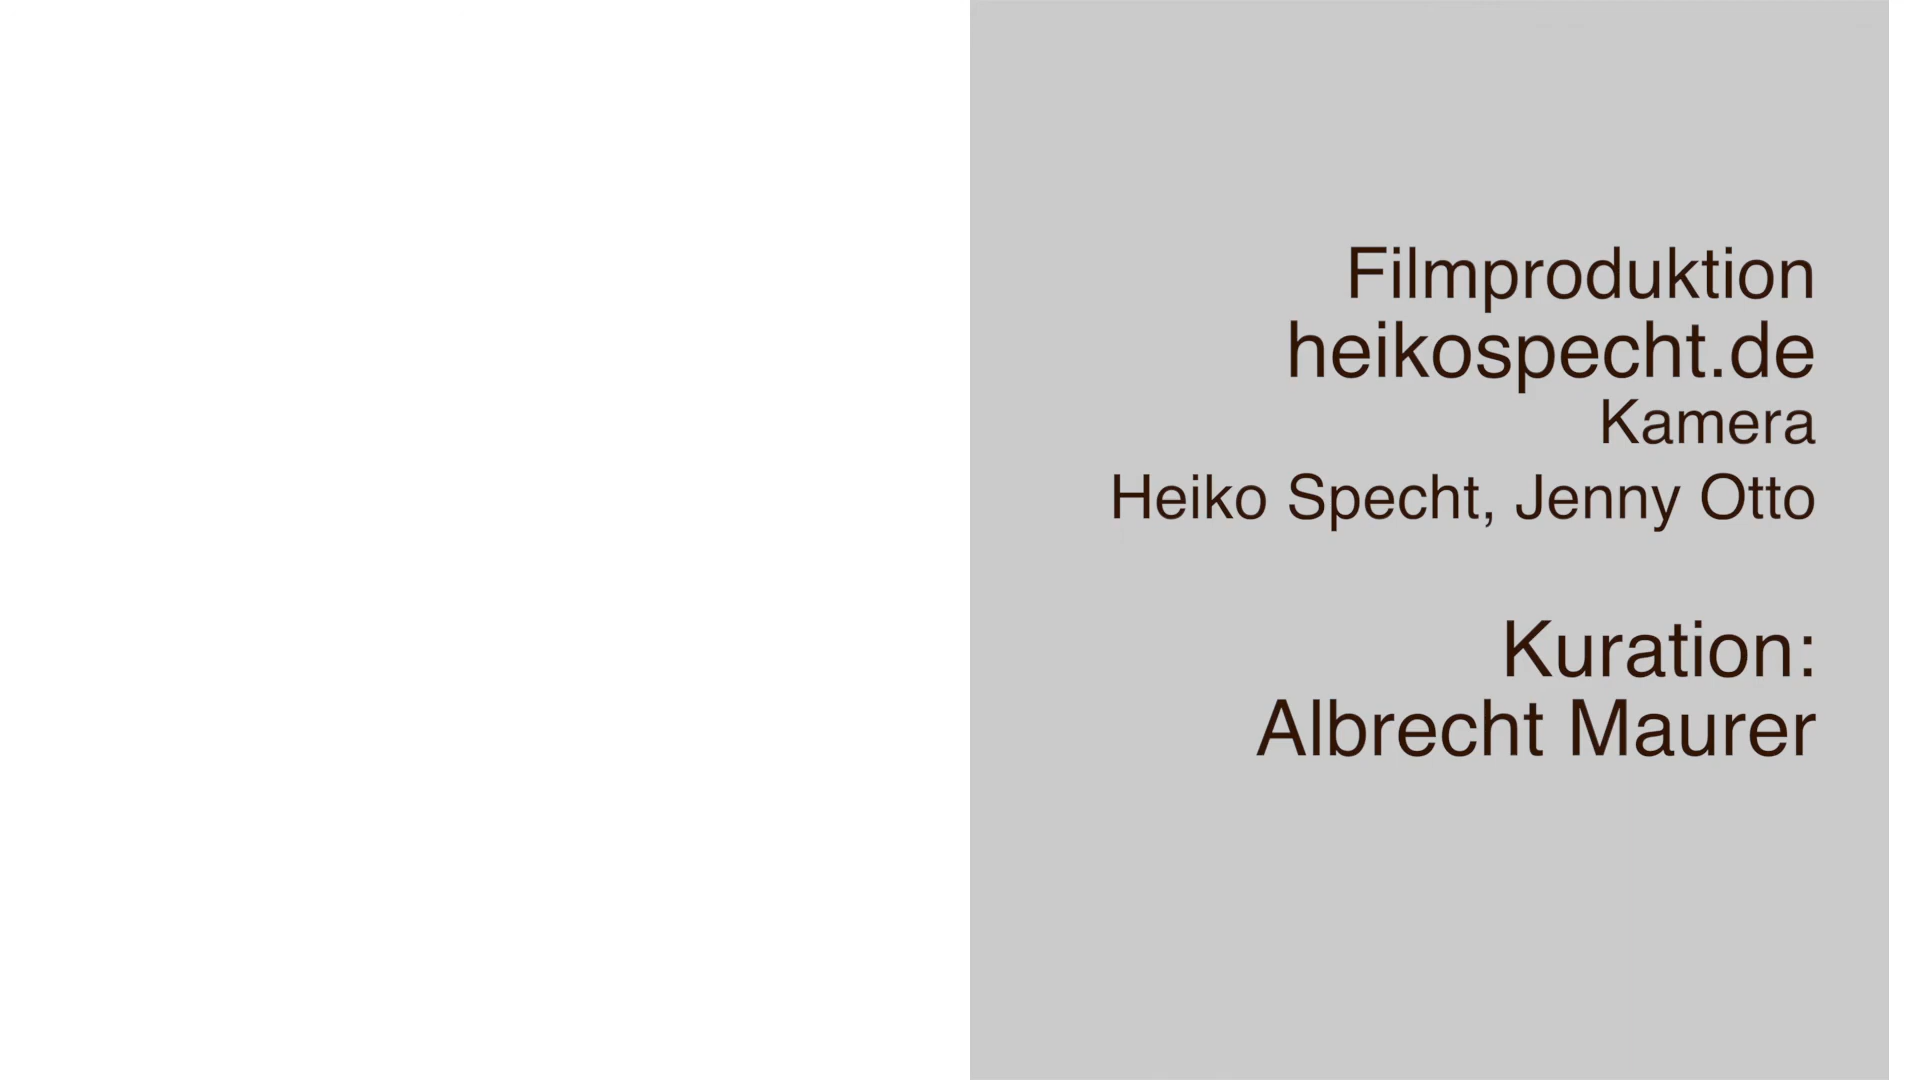 Filmproduktion
heikospecht.de
Kamera
Heiko Specht, Jenny Otto
Kuration:
Albrecht Maurer